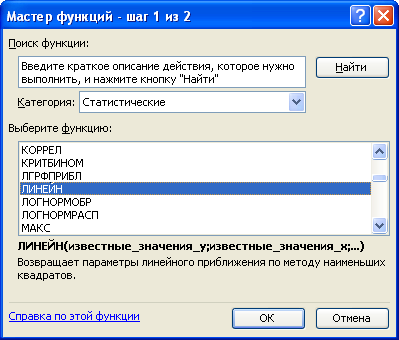 Мастер функций - шаг 1 из 2
Поиск функции:
Введите краткое описание действия, которое нужно
выполнить, и нажмите кнопку "Найти"
Найти
Категория: Статистические
Выберите функцию:
КОРРЕЛ
КРИТБИНОМ
ЛГРФПРИБЛ
ЛИНЕЙН
ЛОГНОРМОБР
ЛОГНОРМРАСП
МАКС
ЛИНЕЙН(известные_значения_y;известные_значения_x;...)
Возвращает параметры линейного приближения по методу наименьших
квадратов.
Справка по этой функции
ОК
Отмена